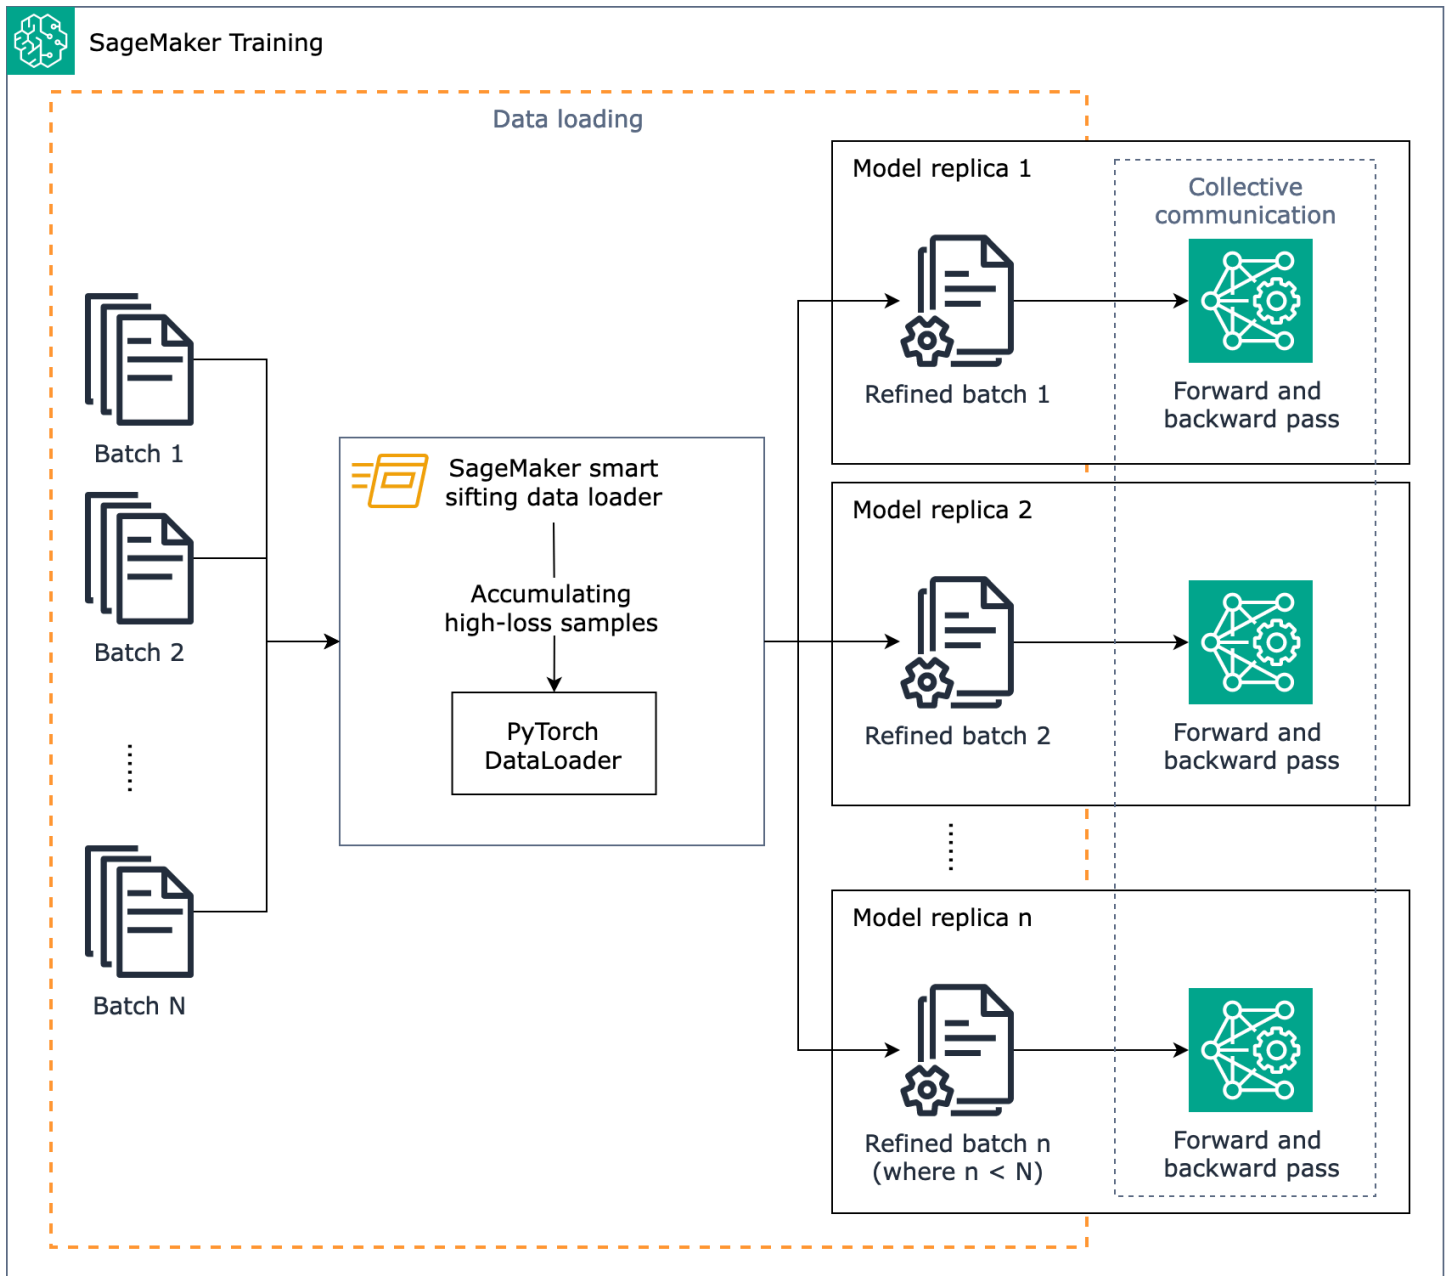 SageMaker Training
Data loading
Batch 1
Batch 2
Batch N
SageMaker smart
sifting data loader
Accumulating
high-loss samples
PyTorch
DataLoader
Model replica 1
Collective
communication
Refined batch 1
Forward and
backward pass
Model replica 2
Refined batch 2
Forward and
backward pass
Model replica n
Refined batch n
(where n < N)
Forward and
backward pass